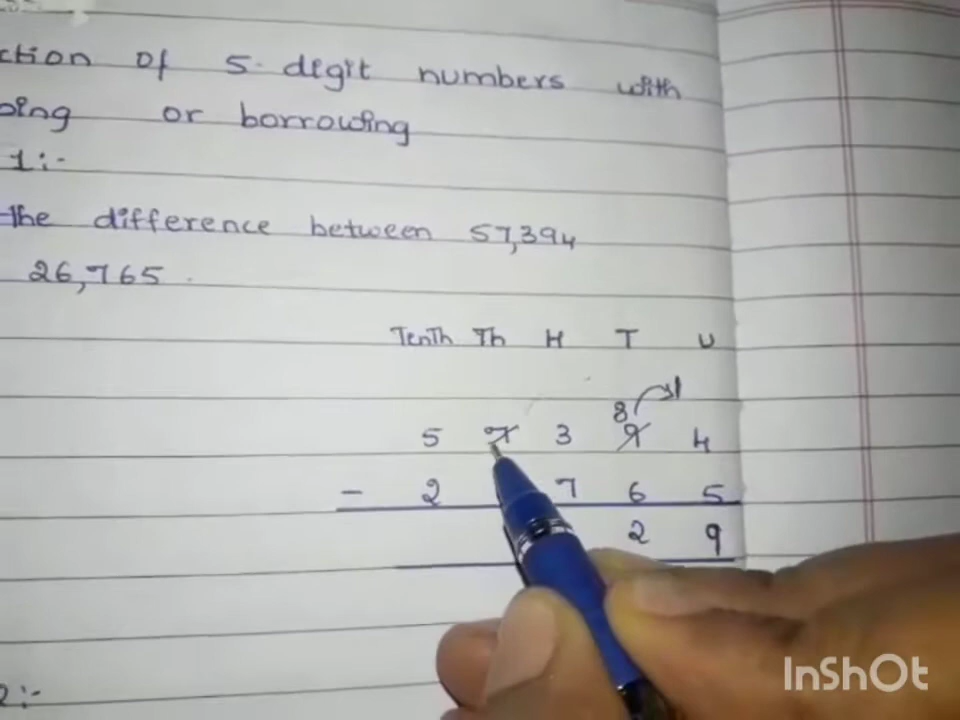 ction of 5-digit numbers with
ping or borrowing
1:-
the difference between 57,394
26,765
TenTh Th H T U
8 1
5 7 3 9 4
- 2 7 6 5
2 9
2:-
InShOt